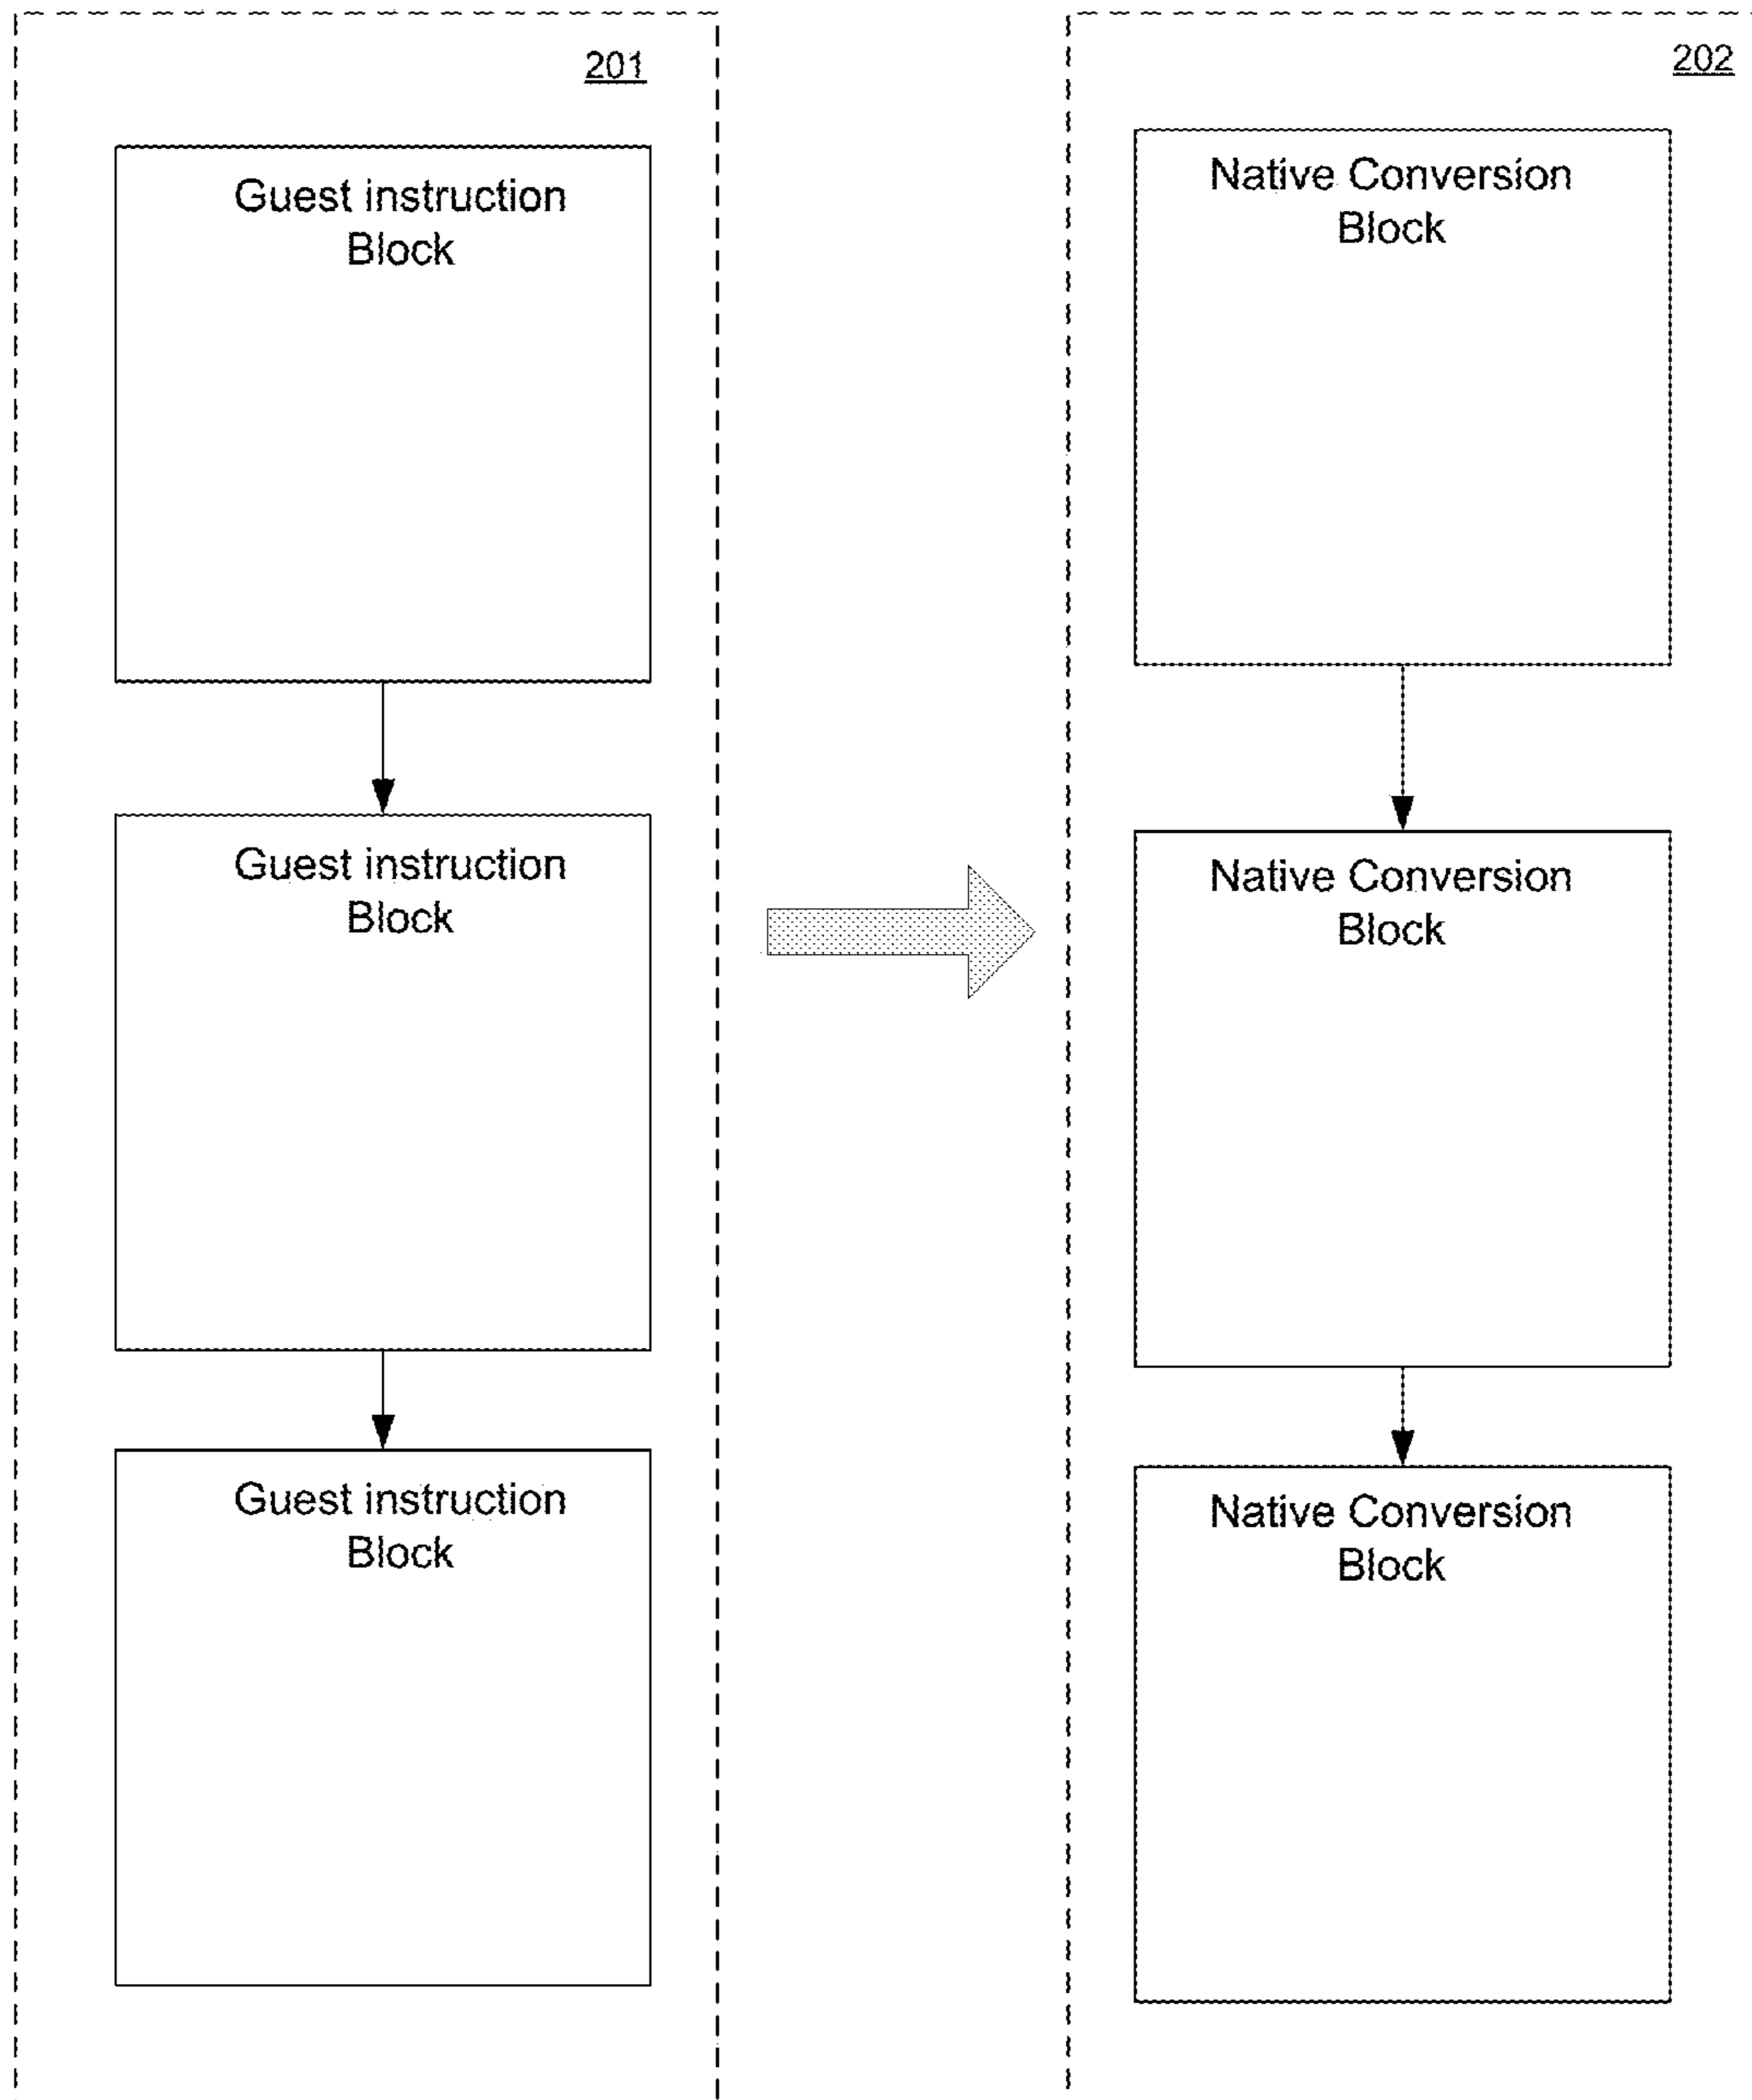 201
Guest instruction
Block
Guest instruction
Block
Guest instruction
Block
202
Native Conversion
Block
Native Conversion
Block
Native Conversion
Block